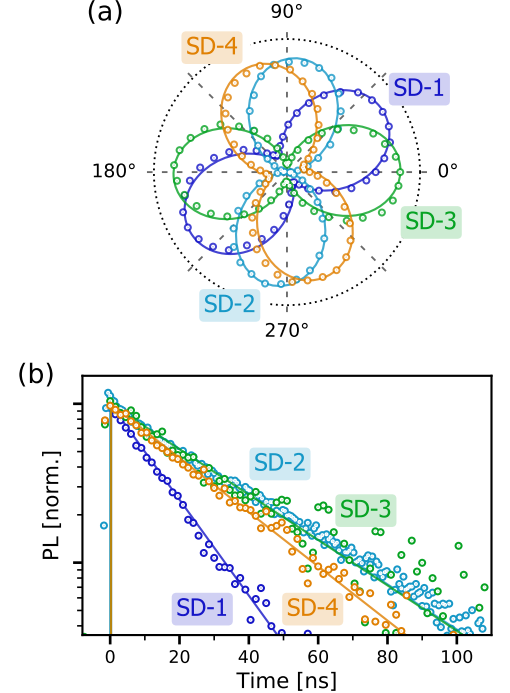 (a)
90°
SD-4
SD-1
180°
0°
SD-3
SD-2
270°
(b)
PL [norm.]
SD-2
SD-3
SD-1
SD-4
0
20
40
60
80
100
Time [ns]